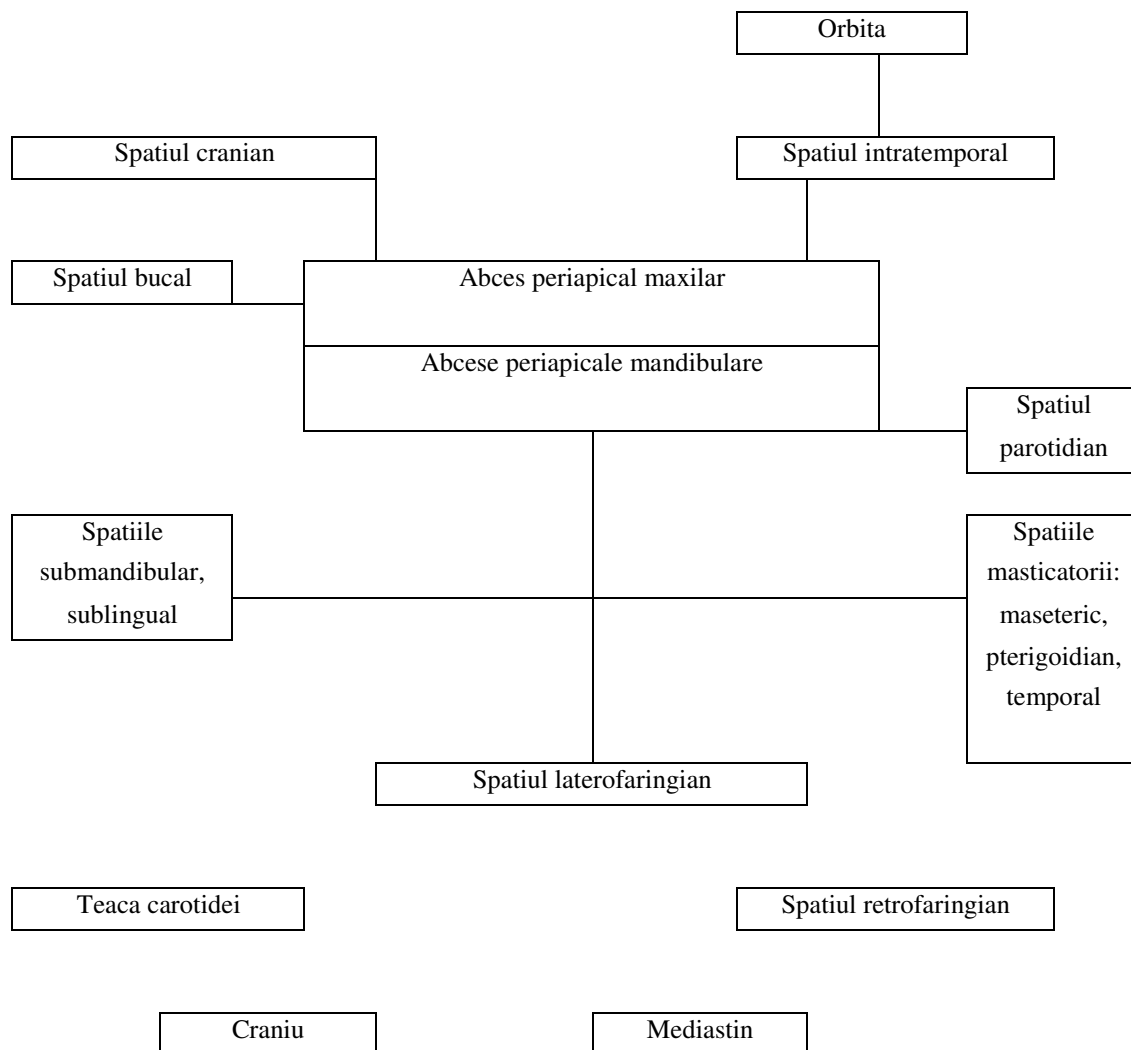 Orbita
Spatiul cranian
Spatiul intratemporal
Spatiul bucal
Abces periapical maxilar
Abcese periapicale mandibulare
Spatiul
parotidian
Spatiile
submandibular,
sublingual
Spatiile
masticatorii:
maseteric,
pterigoidian,
temporal
Spatiul laterofaringian
Teaca carotidei
Spatiul retrofaringian
Craniu
Mediastin